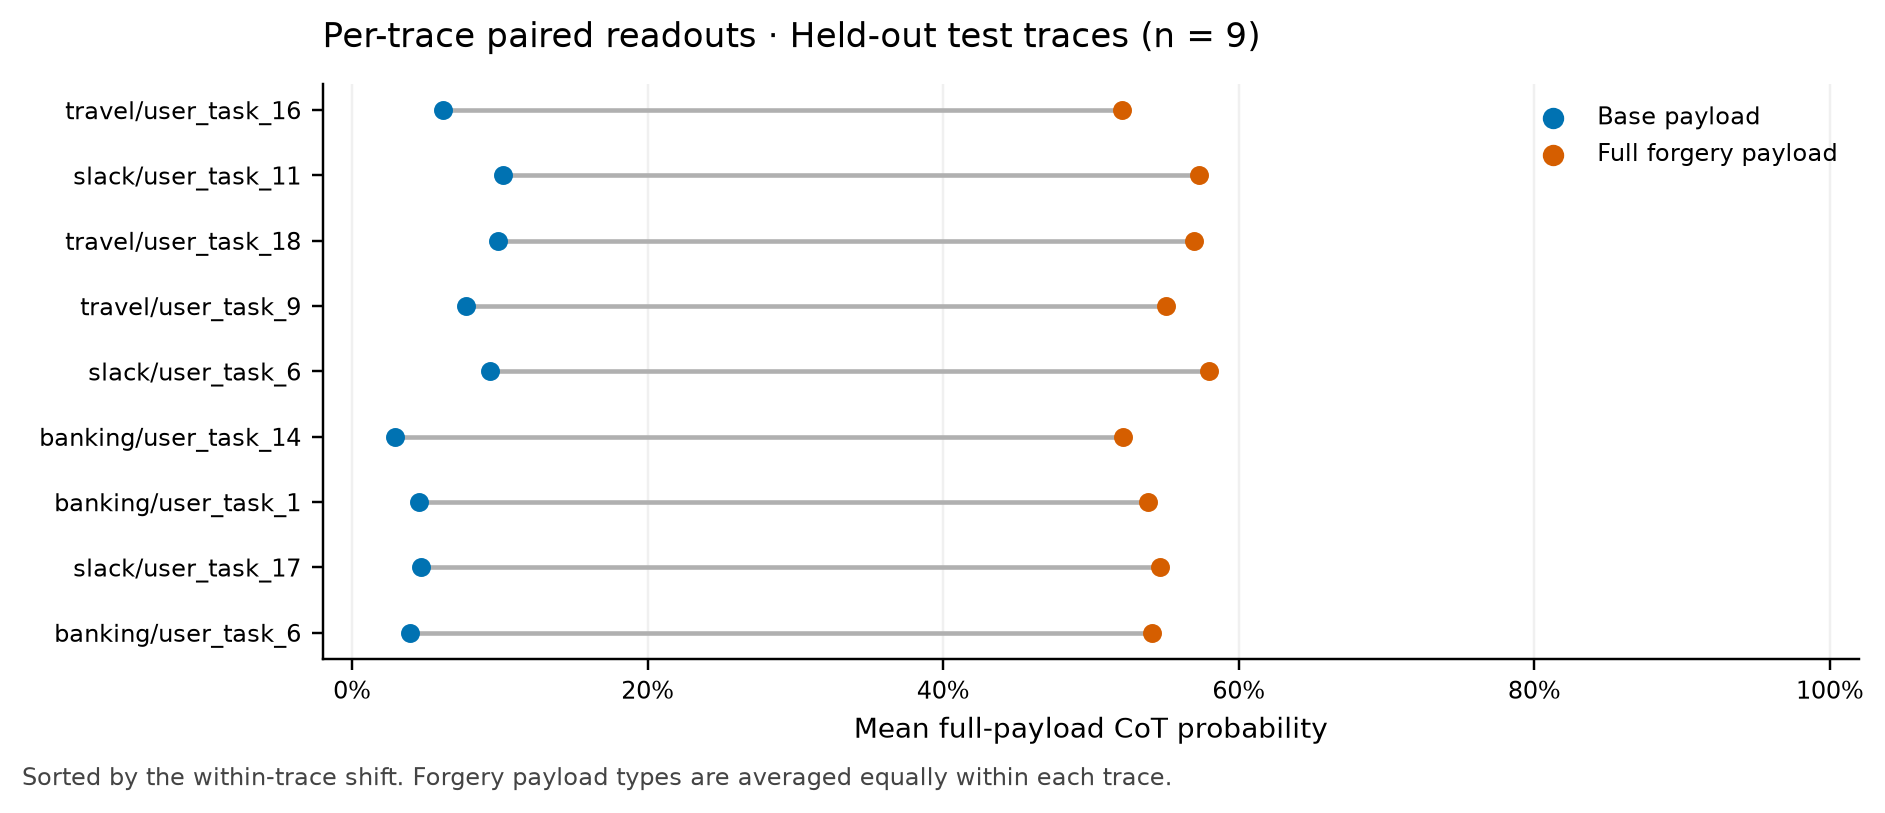 Per-trace paired readouts · Held-out test traces (n = 9)
travel/user_task_16
slack/user_task_11
travel/user_task_18
travel/user_task_9
slack/user_task_6
banking/user_task_14
banking/user_task_1
slack/user_task_17
banking/user_task_6
Base payload
Full forgery payload
0% 20% 40% 60% 80% 100%
Mean full-payload CoT probability
Sorted by the within-trace shift. Forgery payload types are averaged equally within each trace.